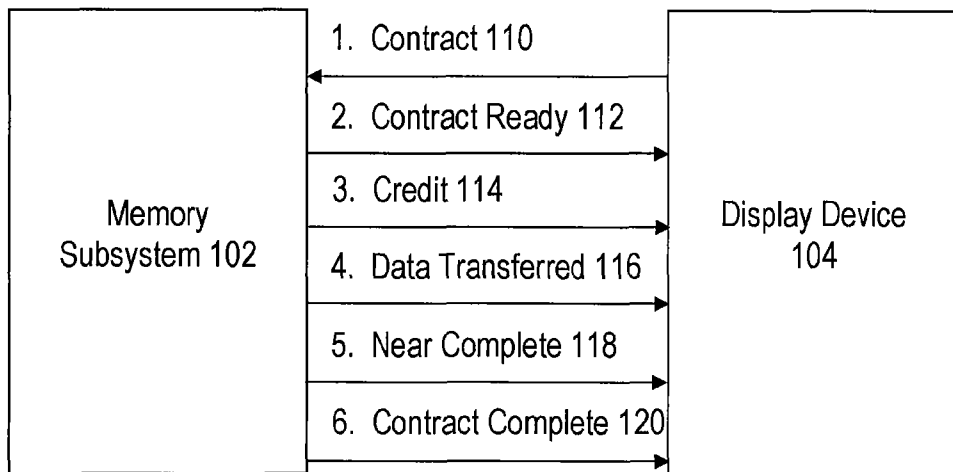 1. Contract 110
2. Contract Ready 112
3. Credit 114
Memory
Subsystem 102
Display Device
104
4. Data Transferred 116
5. Near Complete 118
6. Contract Complete 120